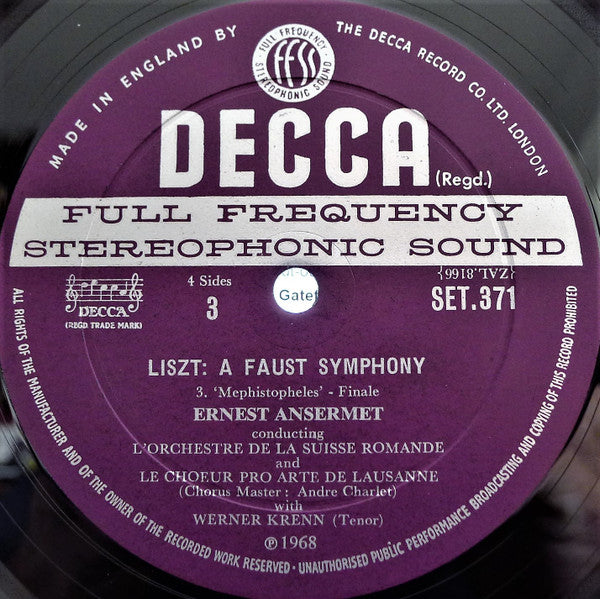 MADE IN ENGLAND BY
THE DECCA RECORD CO. LTD. LONDON
FULL FREQUENCY
FFSS
STEREOPHONIC SOUND
DECCA
(Regd.)
FULL FREQUENCY
STEREOPHONIC SOUND
DECCA
(REGD TRADE MARK)
4 Sides
3
Gatef
{ZAL.8166}
SET.371
LISZT: A FAUST SYMPHONY
3. 'Mephistopheles' - Finale
ERNEST ANSERMET
conducting
L'ORCHESTRE DE LA SUISSE ROMANDE
and
LE CHOEUR PRO ARTE DE LAUSANNE
(Chorus Master: Andre Charlet)
with
WERNER KRENN (Tenor)
℗ 1968
ALL RIGHTS OF THE MANUFACTURER AND OF THE OWNER OF THE RECORDED WORK RESERVED · UNAUTHORISED PUBLIC PERFORMANCE BROADCASTING AND COPYING OF THIS RECORD PROHIBITED